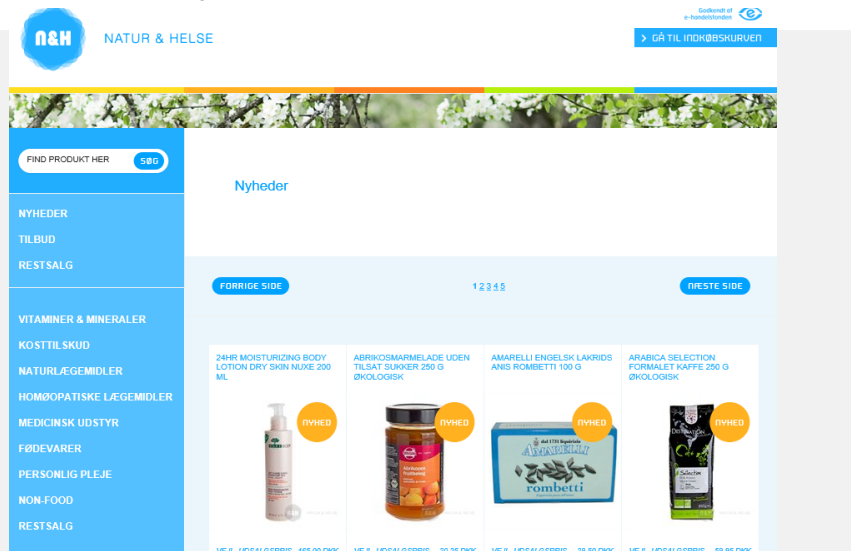 Godkendt af
e-handelsfonden
N&H
NATUR & HELSE
GÅ TIL INDKØBSKURVEN
FIND PRODUKT HER
SØG
NYHEDER
TILBUD
RESTSALG
VITAMINER & MINERALER
KOSTTILSKUD
NATURLÆGEMIDLER
HOMØOPATISKE LÆGEMIDLER
MEDICINSK UDSTYR
FØDEVARER
PERSONLIG PLEJE
NON-FOOD
RESTSALG
Nyheder
FORRIGE SIDE
1 2 3 4 5
NÆSTE SIDE
24HR MOISTURIZING BODY
LOTION DRY SKIN NUXE 200
ML
NYHED
ABRIKOSMARMELADE UDEN
TILSAT SUKKER 250 G
ØKOLOGISK
NYHED
AMARELLI ENGELSK LAKRIDS
ANIS ROMBETTI 100 G
NYHED
AMARELLI
rombetti
ARABICA SELECTION
FORMALET KAFFE 250 G
ØKOLOGISK
NYHED
Selection